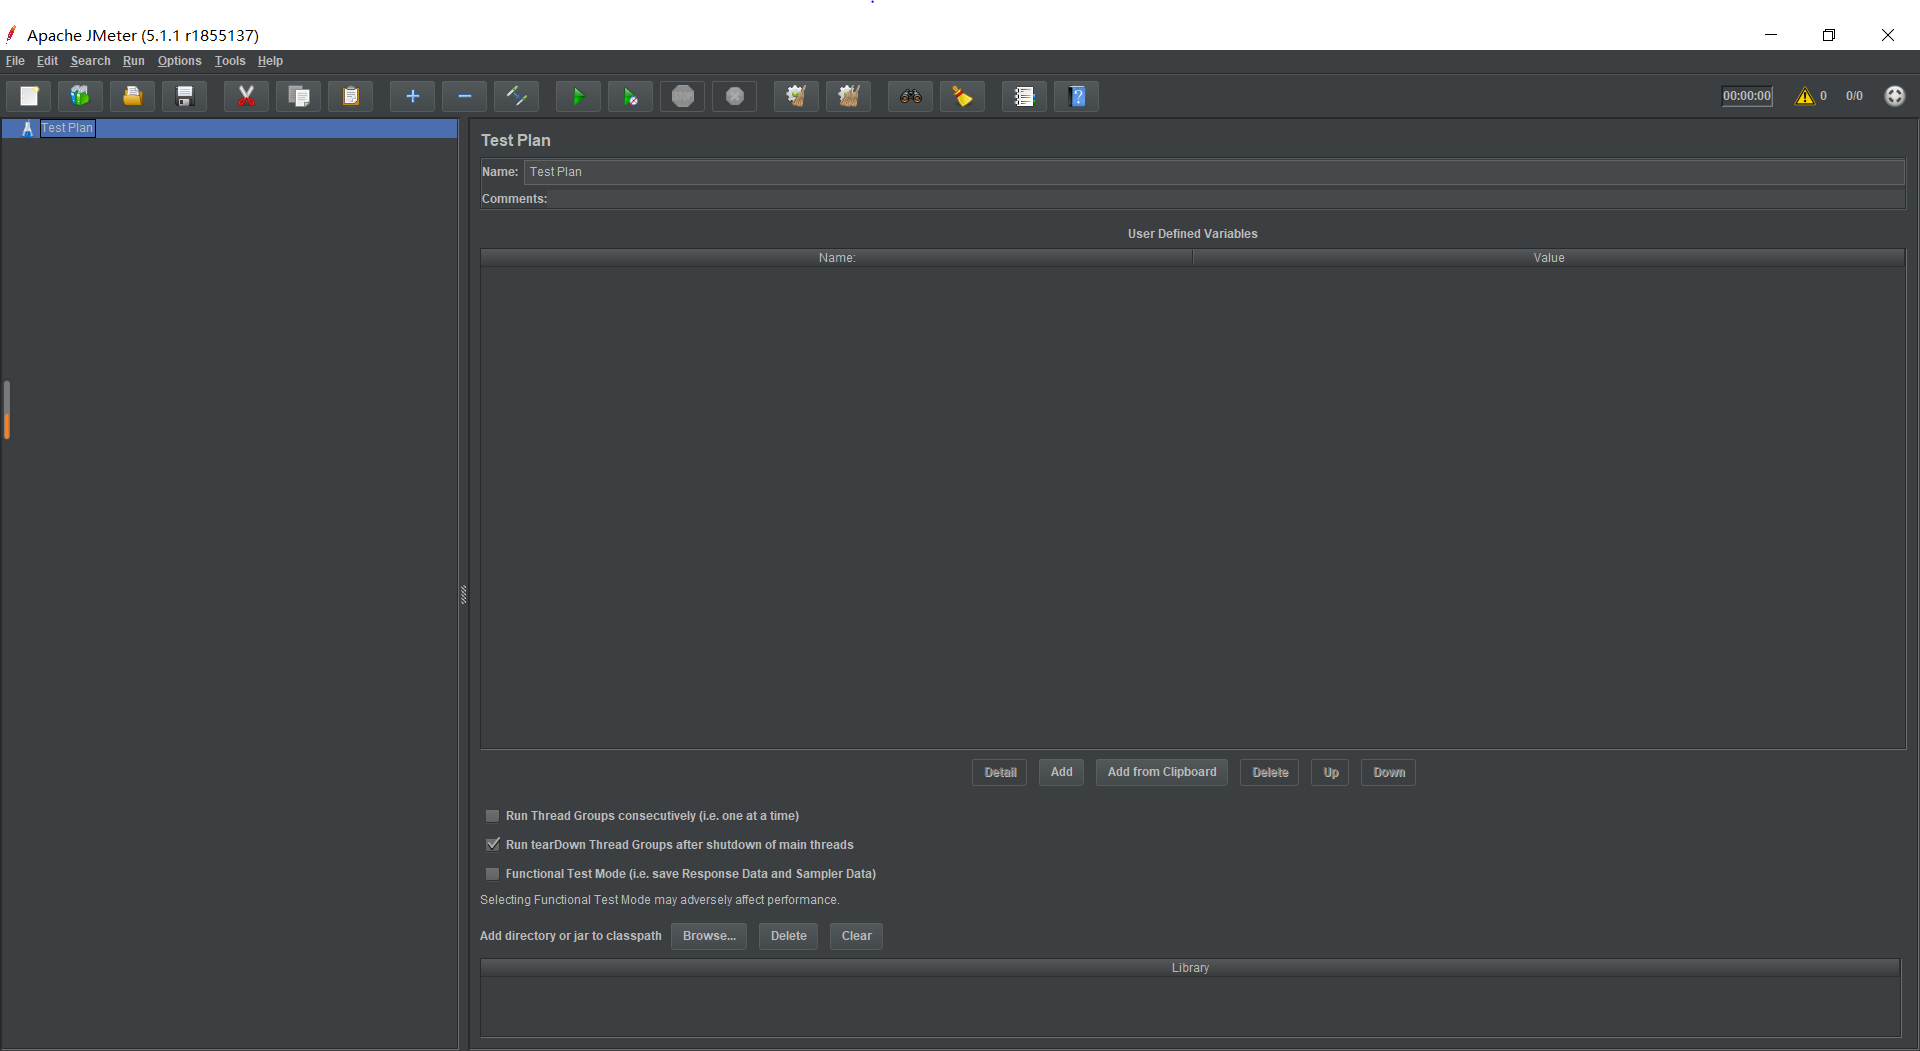 Apache JMeter (5.1.1 r1855137)
File Edit Search Run Options Tools Help
STOP
?
00:00:00
0
0/0
Test Plan
Test Plan
Name: Test Plan
Comments:
User Defined Variables
Name: Value
Detail Add Add from Clipboard Delete Up Down
Run Thread Groups consecutively (i.e. one at a time)
Run tearDown Thread Groups after shutdown of main threads
Functional Test Mode (i.e. save Response Data and Sampler Data)
Selecting Functional Test Mode may adversely affect performance.
Add directory or jar to classpath Browse... Delete Clear
Library